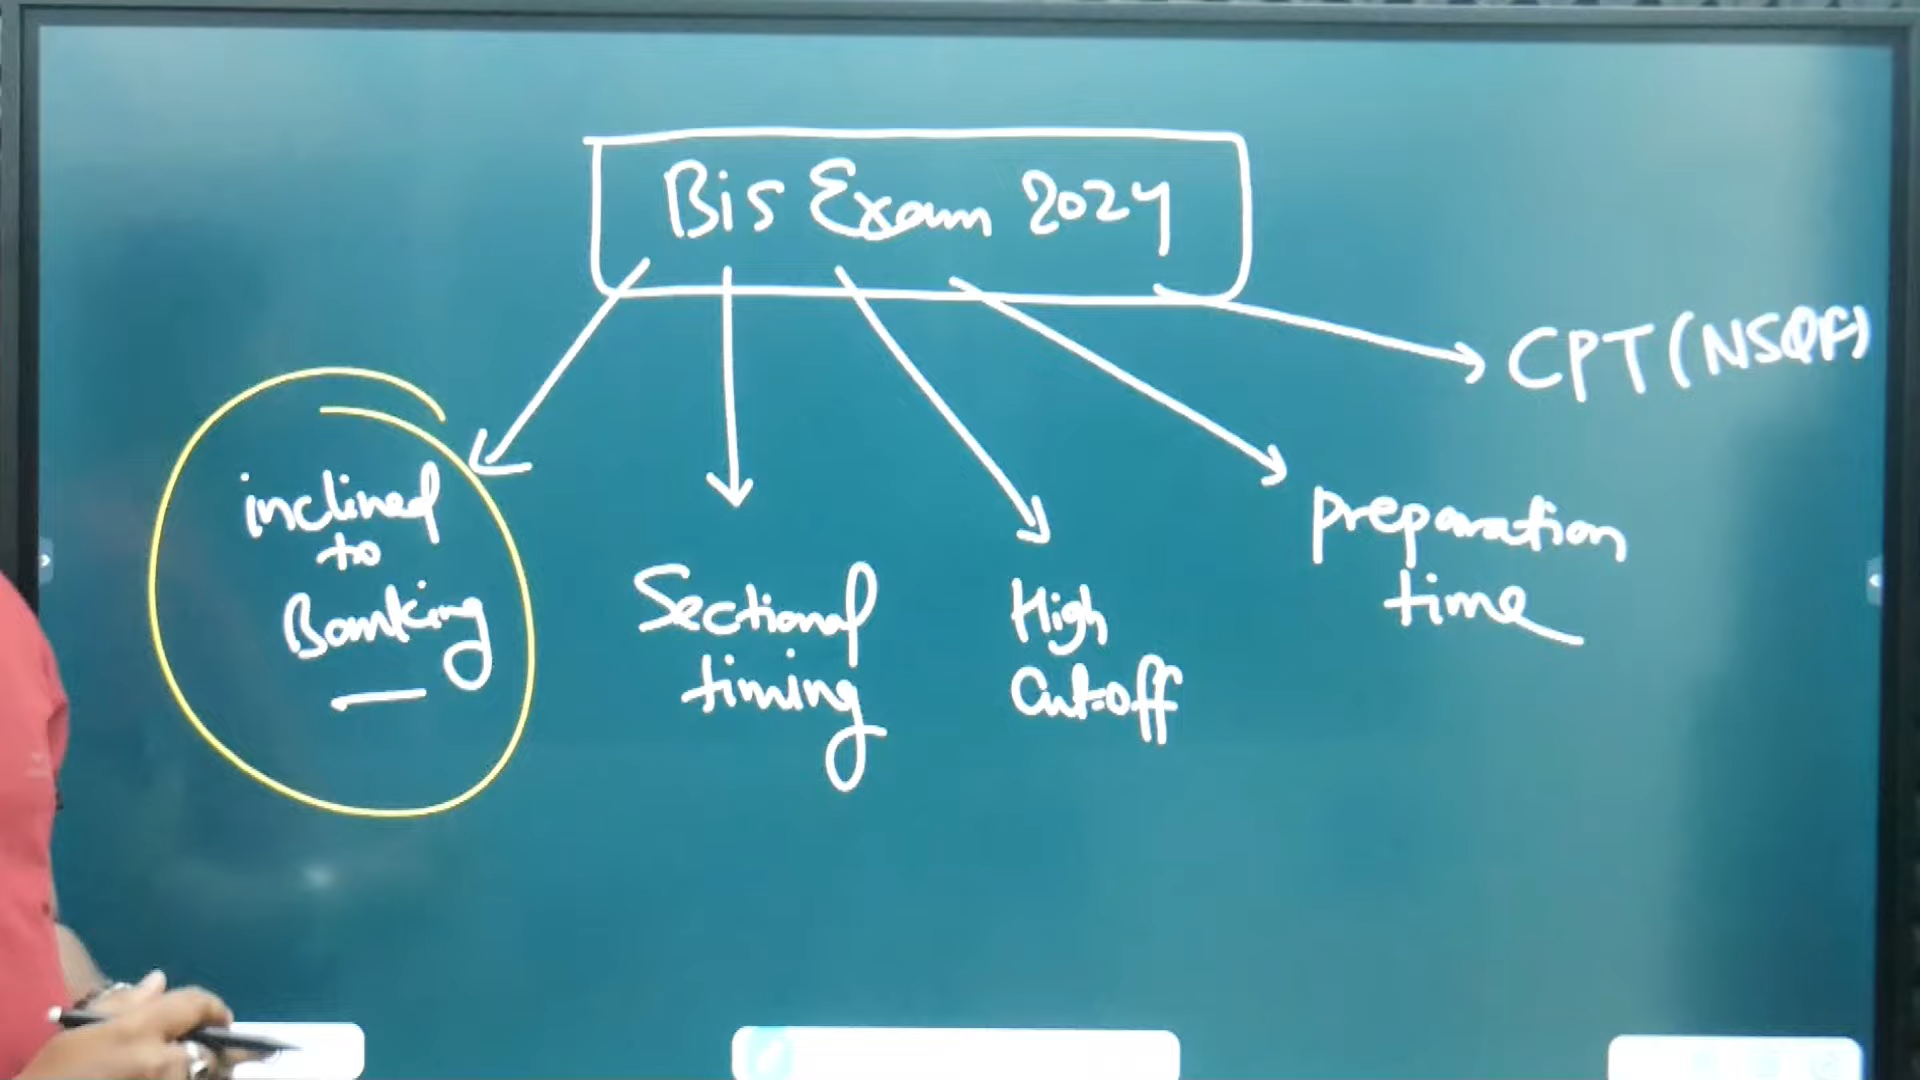 Bis Exam 2024
CPT (NSQF)
inclined
to
Banking
Sectional
timing
High
Cut-off
preparation
time